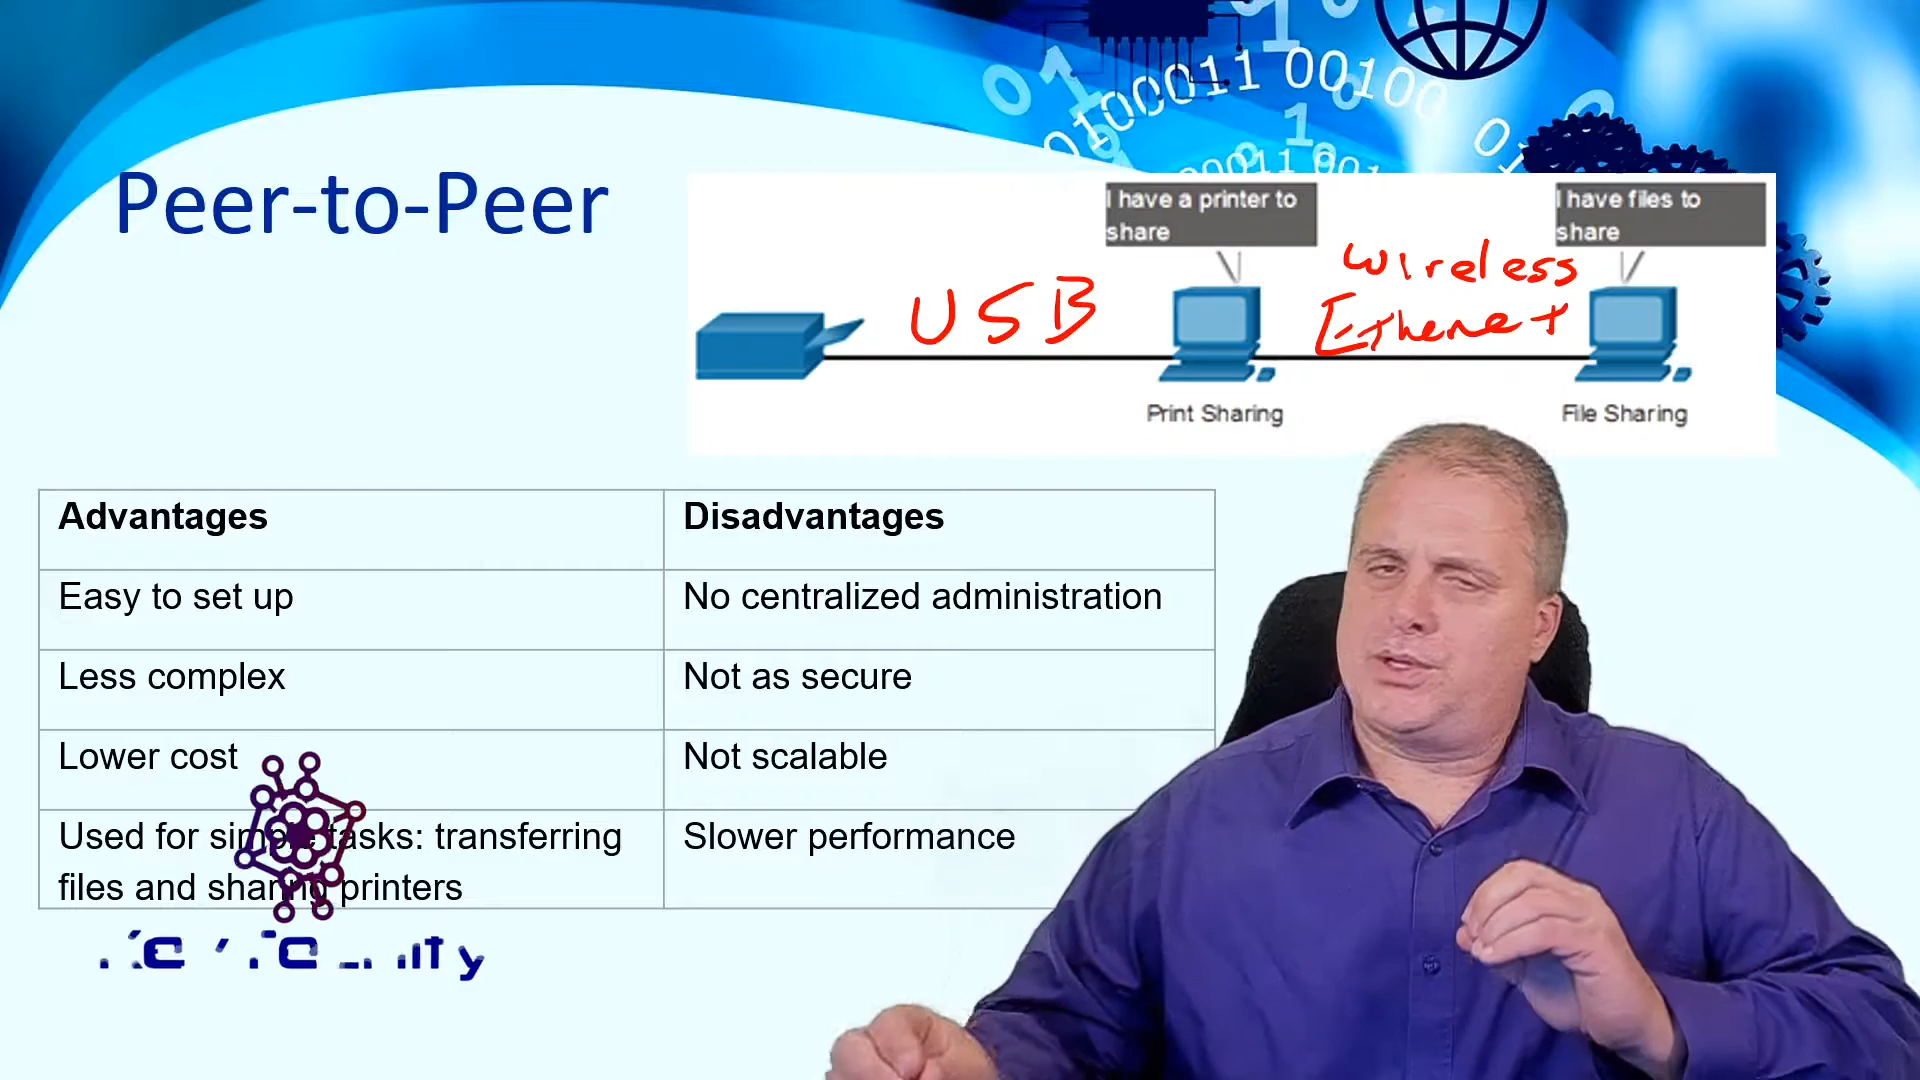 Peer-to-Peer
I have a printer to
share
I have files to
share
USB
wireless
Ethernet
Print Sharing
File Sharing
Advantages
Disadvantages
Easy to set up
No centralized administration
Less complex
Not as secure
Lower cost
Not scalable
Used for simple tasks: transferring
files and sharing printers
Slower performance
00011 00100